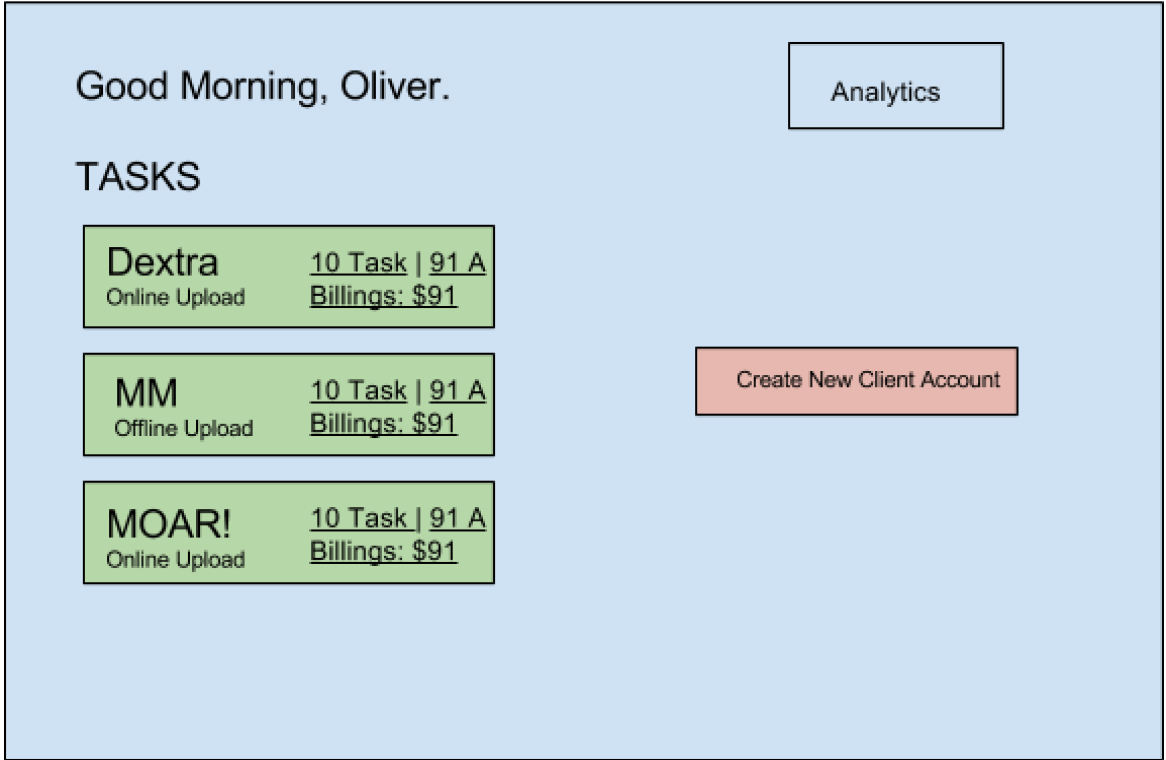 Good Morning, Oliver.
Analytics
TASKS
Dextra
Online Upload
10 Task | 91 A
Billings: $91
MM
Offline Upload
10 Task | 91 A
Billings: $91
Create New Client Account
MOAR!
Online Upload
10 Task | 91 A
Billings: $91